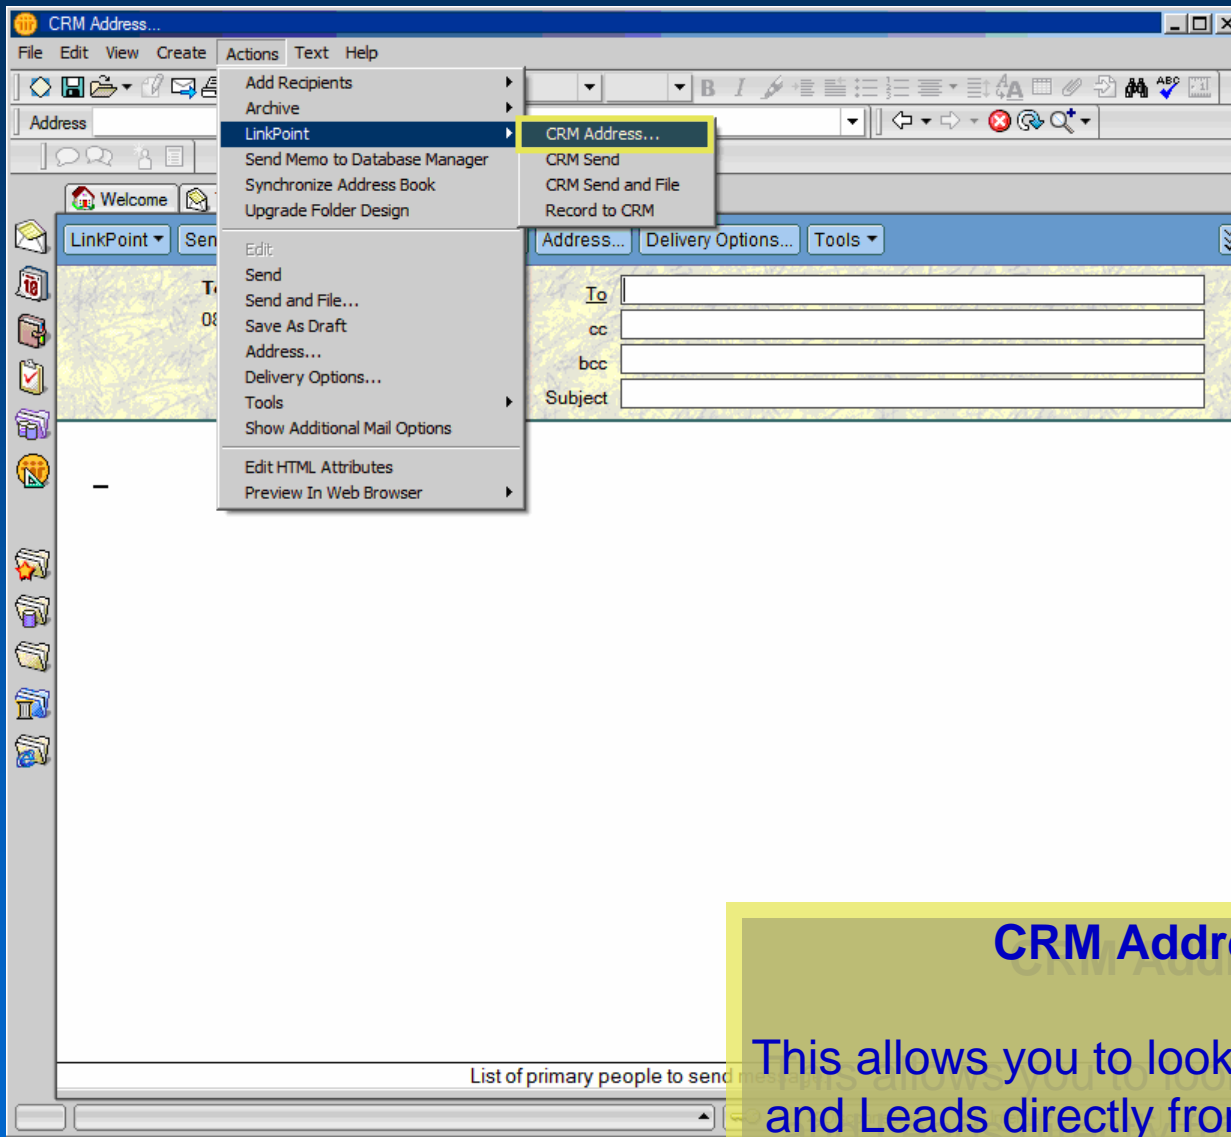 CRM Address...
File Edit View Create Actions Text Help
Address
Welcome
LinkPoint Address... Delivery Options... Tools
To
cc
bcc
Subject
Add Recipients
Archive
LinkPoint
Send Memo to Database Manager
Synchronize Address Book
Upgrade Folder Design
Edit
Send
Send and File...
Save As Draft
Address...
Delivery Options...
Tools
Show Additional Mail Options
Edit HTML Attributes
Preview In Web Browser
CRM Address...
CRM Send
CRM Send and File
Record to CRM
List of primary people to send
CRM
This allows you to look
and Leads directly